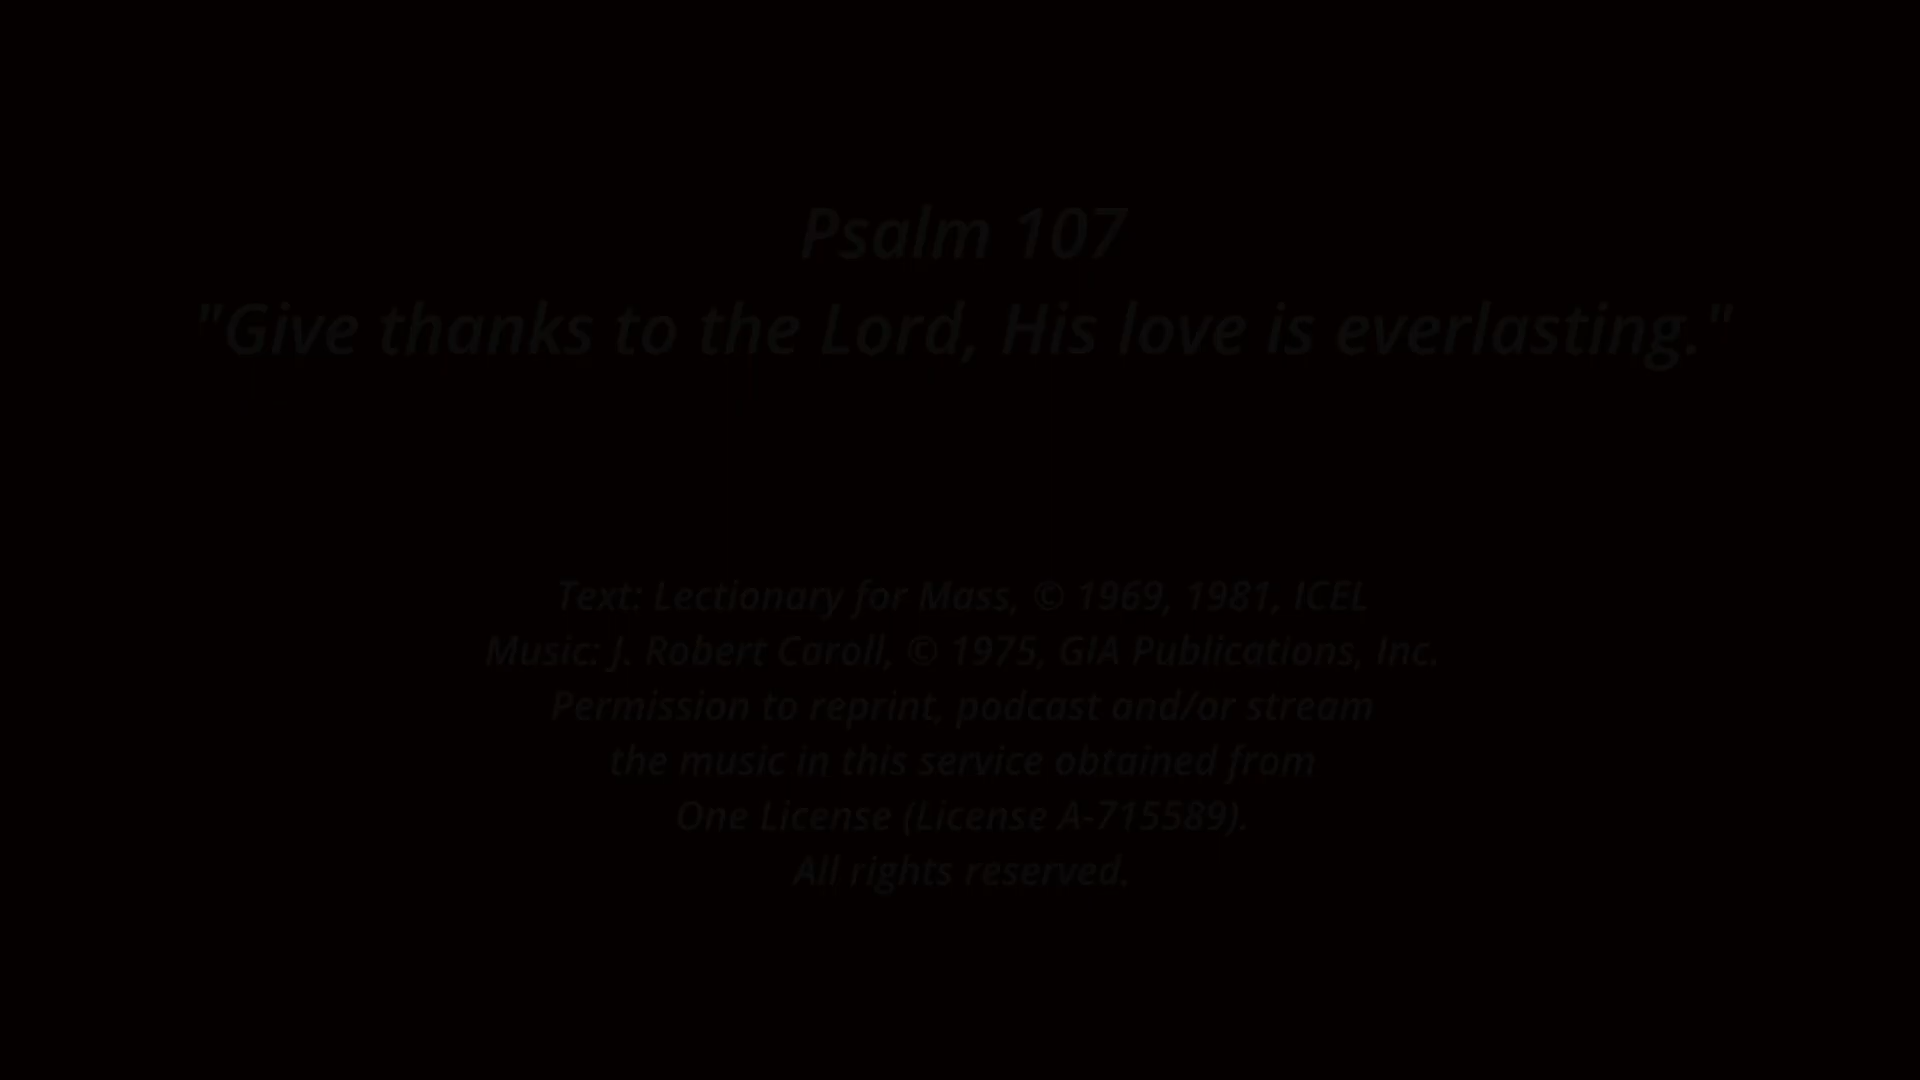 Psalm 107
"Give thanks to the Lord, His love is everlasting."
Text: Lectionary for Mass, © 1969, 1981, ICEL
Music: J. Robert Caroll, © 1975, GIA Publications, Inc.
Permission to reprint, podcast and/or stream
the music in this service obtained from
One License (License A-715589).
All rights reserved.